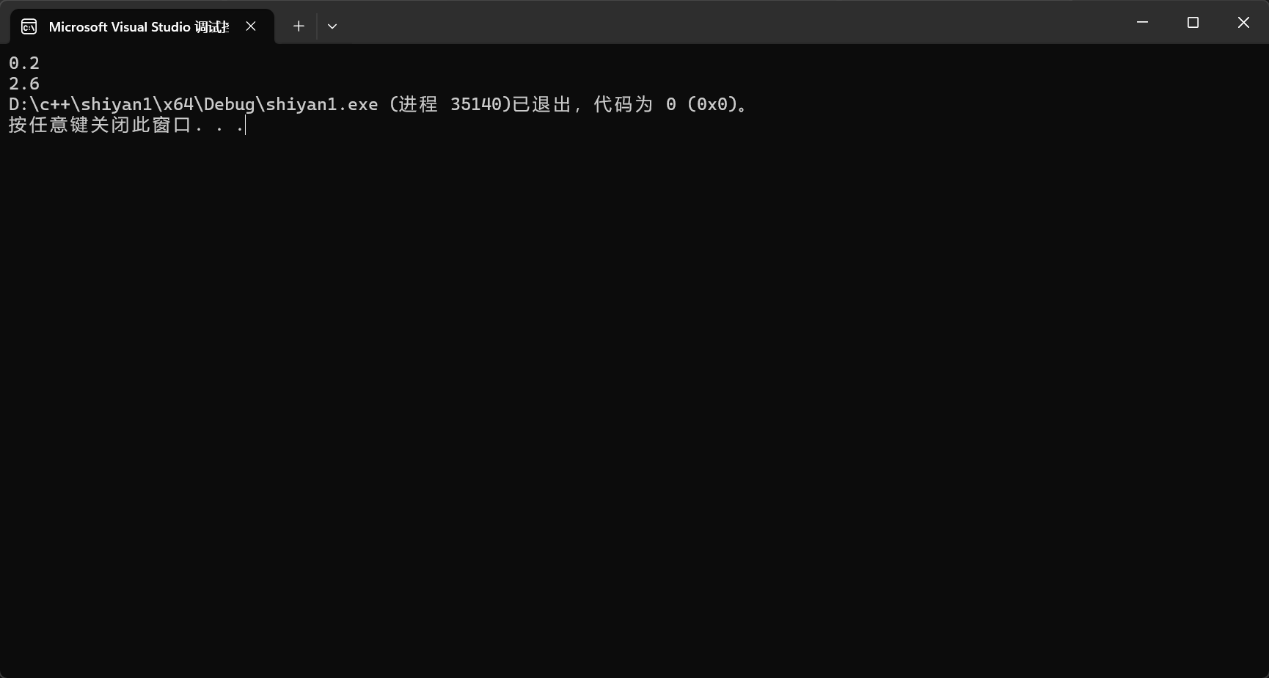 Microsoft Visual Studio 调试
0.2
2.6
D:\c++\shiyan1\x64\Debug\shiyan1.exe (进程 35140)已退出，代码为 0 (0x0)。
按任意键关闭此窗口. . .